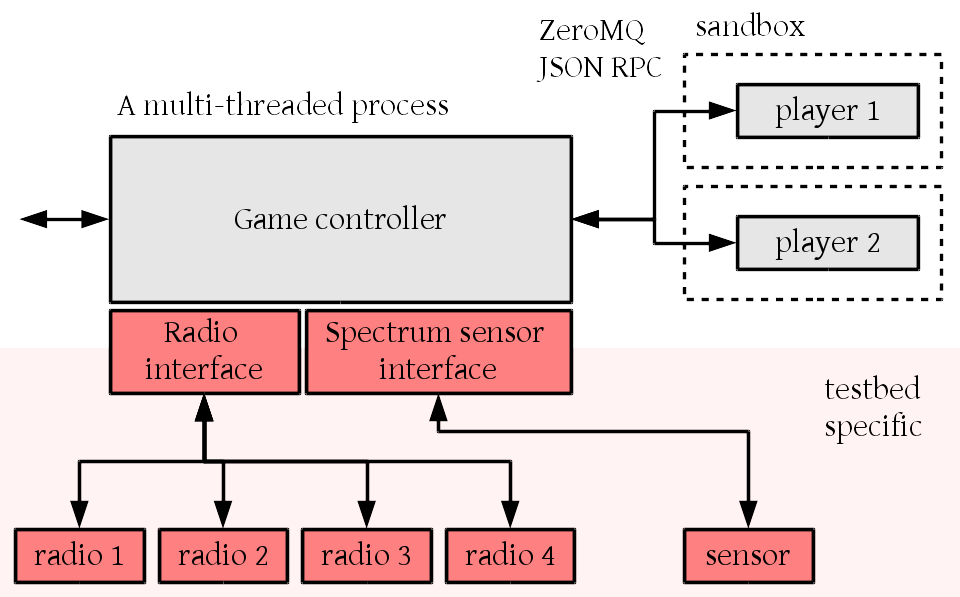 ZeroMQ
JSON RPC
sandbox
A multi-threaded process
player 1
Game controller
player 2
Radio
interface
Spectrum sensor
interface
testbed
specific
radio 1
radio 2
radio 3
radio 4
sensor